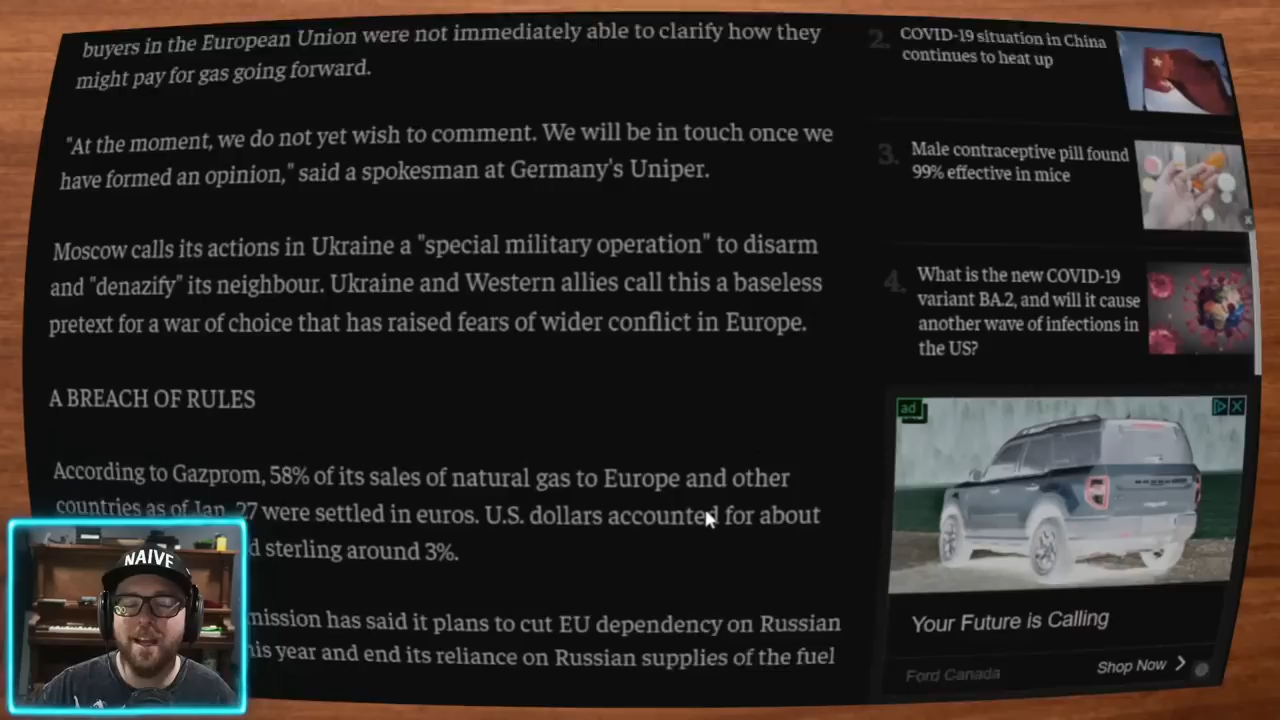 buyers in the European Union were not immediately able to clarify how they
might pay for gas going forward.
"At the moment, we do not yet wish to comment. We will be in touch once we
have formed an opinion," said a spokesman at Germany's Uniper.
Moscow calls its actions in Ukraine a "special military operation" to disarm
and "denazify" its neighbour. Ukraine and Western allies call this a baseless
pretext for a war of choice that has raised fears of wider conflict in Europe.
A BREACH OF RULES
According to Gazprom, 58% of its sales of natural gas to Europe and other
countries as of Jan. 27 were settled in euros. U.S. dollars accounted for about
d sterling around 3%.
mission has said it plans to cut EU dependency on Russian
his year and end its reliance on Russian supplies of the fuel
2. COVID-19 situation in China
continues to heat up
3. Male contraceptive pill found
99% effective in mice
4. What is the new COVID-19
variant BA.2, and will it cause
another wave of infections in
the US?
ad
Your Future is Calling
Ford Canada
Shop Now
NAIVE